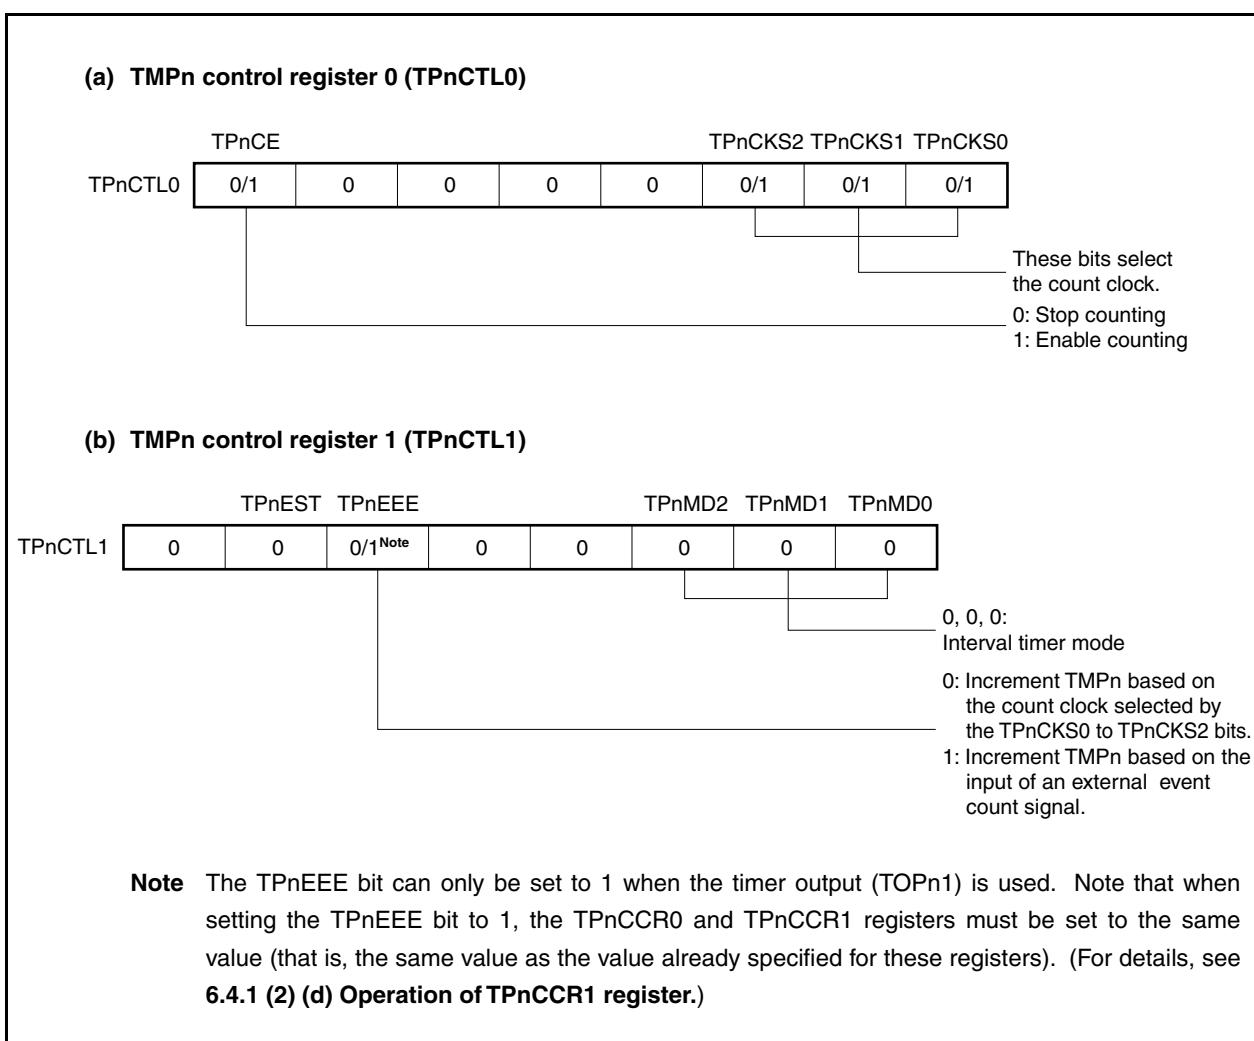 (a) TMPn control register 0 (TPnCTL0)
TPnCE TPnCKS2 TPnCKS1 TPnCKS0
TPnCTL0 0/1 0 0 0 0 0/1 0/1 0/1
These bits select
the count clock.
0: Stop counting
1: Enable counting
(b) TMPn control register 1 (TPnCTL1)
TPnEST TPnEEE TPnMD2 TPnMD1 TPnMD0
TPnCTL1 0 0 0/1Note 0 0 0 0 0
0, 0, 0:
Interval timer mode
0: Increment TMPn based on
the count clock selected by
the TPnCKS0 to TPnCKS2 bits.
1: Increment TMPn based on the
input of an external event
count signal.
Note The TPnEEE bit can only be set to 1 when the timer output (TOPn1) is used. Note that when
setting the TPnEEE bit to 1, the TPnCCR0 and TPnCCR1 registers must be set to the same
value (that is, the same value as the value already specified for these registers). (For details, see
6.4.1 (2) (d) Operation of TPnCCR1 register.)